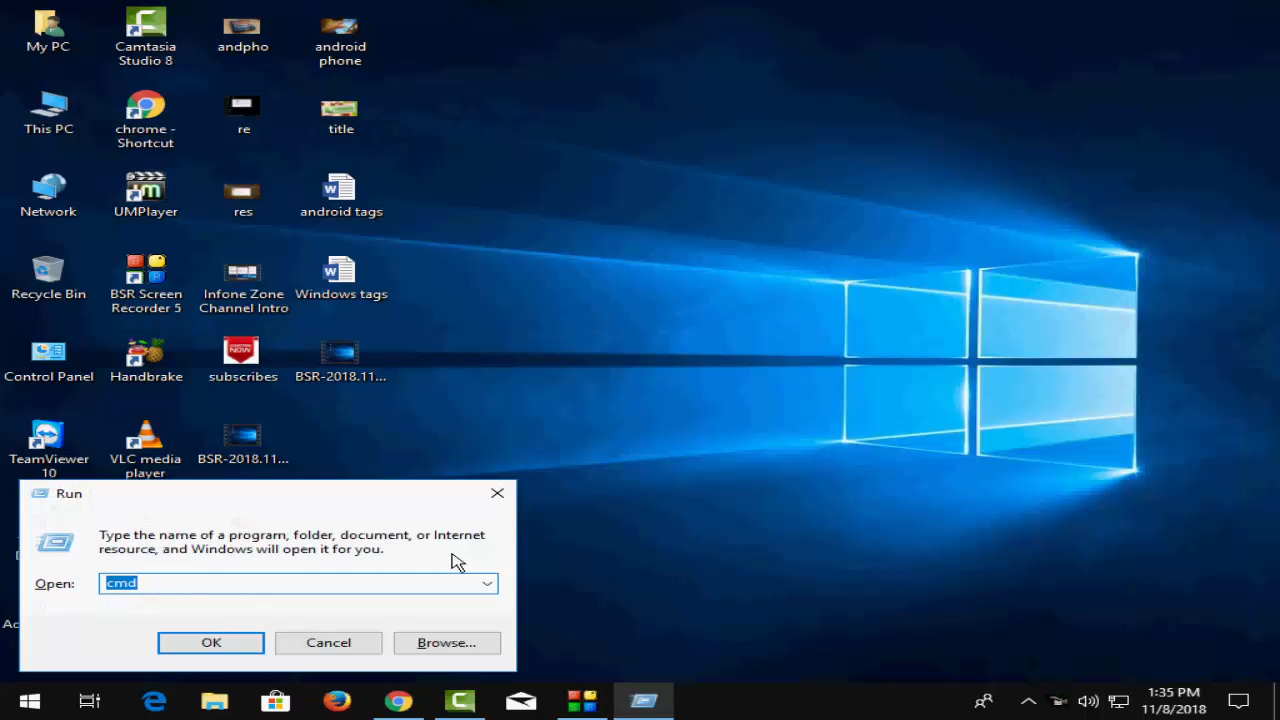 My PC
Camtasia
Studio 8
andpho
android
phone
This PC
chrome -
Shortcut
re
title
Network
UMPlayer
res
android tags
Recycle Bin
BSR Screen
Recorder 5
Infone Zone
Channel Intro
Windows tags
Control Panel
Handbrake
subscribes
BSR-2018.11...
TeamViewer
10
VLC media
player
BSR-2018.11...
Run
Type the name of a program, folder, document, or Internet
resource, and Windows will open it for you.
Open:
cmd
OK
Cancel
Browse...
1:35 PM
11/8/2018